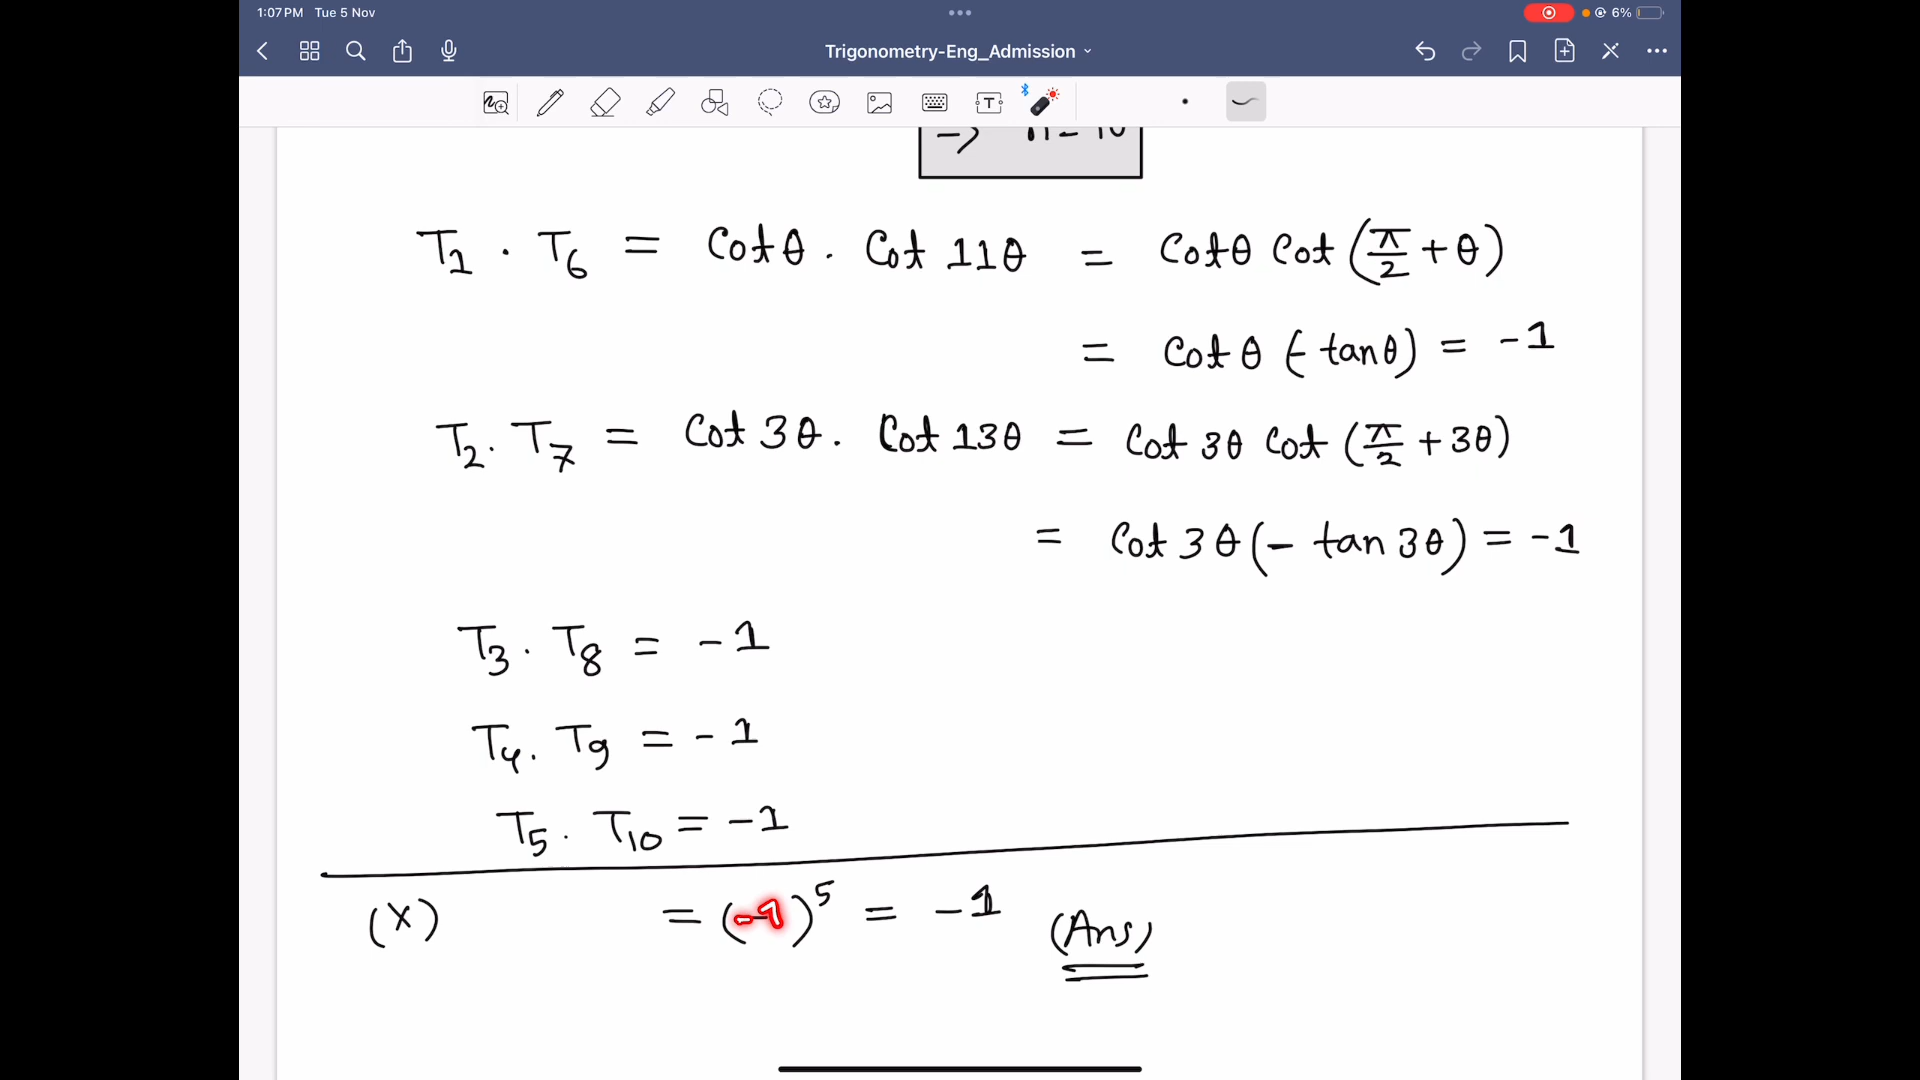 1:07 PM Tue 5 Nov
6%
Trigonometry-Eng_Admission
T
=> n = 10
T1 . T6 = Cotθ . Cot 11θ = Cotθ Cot (π/2 + θ)
= Cotθ (-tanθ) = -1
T2 . T7 = Cot 3θ . Cot 13θ = Cot 3θ Cot (π/2 + 3θ)
= Cot 3θ (- tan 3θ) = -1
T3 . T8 = -1
T4 . T9 = -1
T5 . T10 = -1
(X) = (-1)^5 = -1 (Ans)